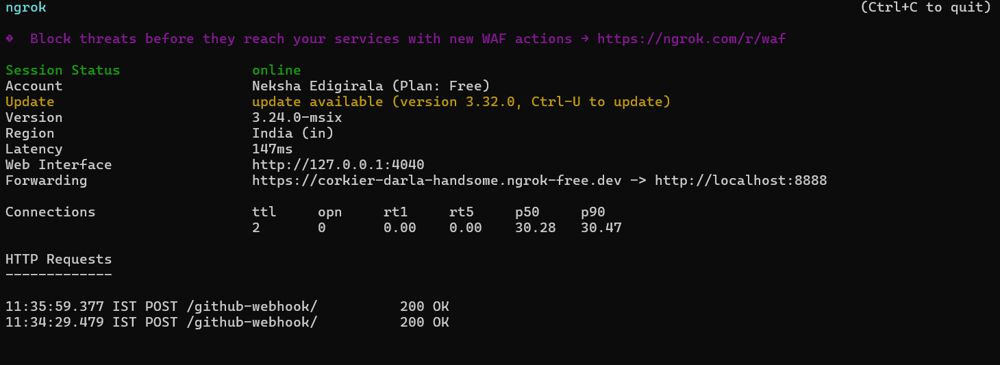 ngrok (Ctrl+C to quit)
� Block threats before they reach your services with new WAF actions → https://ngrok.com/r/waf
Session Status online
Account Neksha Edigirala (Plan: Free)
Update update available (version 3.32.0, Ctrl-U to update)
Version 3.24.0-msix
Region India (in)
Latency 147ms
Web Interface http://127.0.0.1:4040
Forwarding https://corkier-darla-handsome.ngrok-free.dev -> http://localhost:8888
Connections ttl opn rt1 rt5 p50 p90
2 0 0.00 0.00 30.28 30.47
HTTP Requests
-------------
11:35:59.377 IST POST /github-webhook/ 200 OK
11:34:29.479 IST POST /github-webhook/ 200 OK